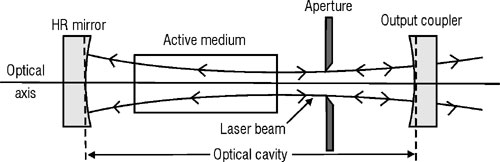 Aperture
HR mirror
Output coupler
Active medium
Optical
axis
Laser beam
Optical cavity